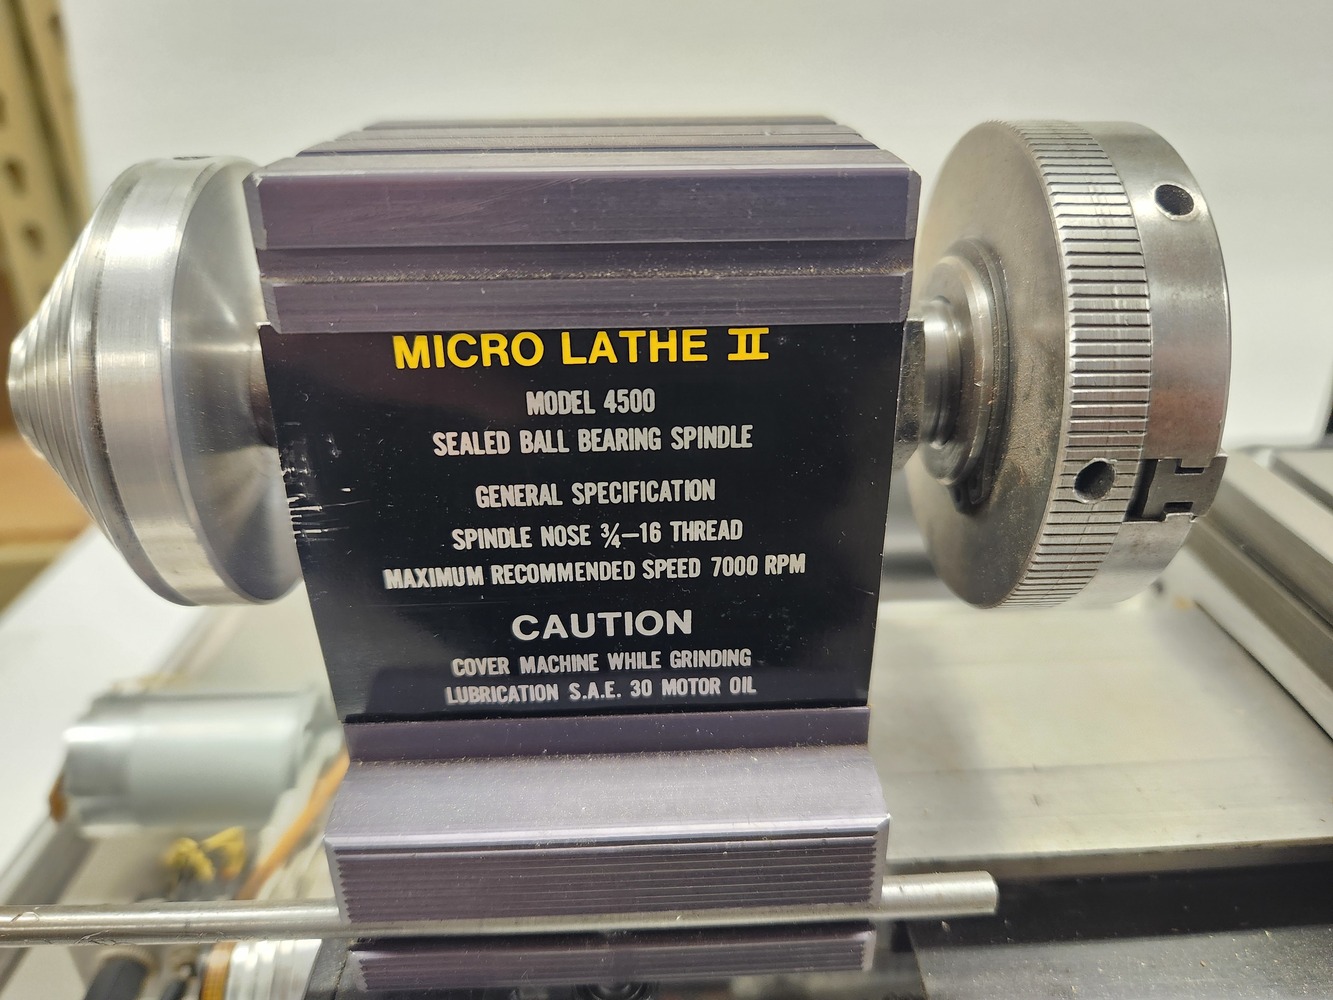 MICRO LATHE II
MODEL 4500
SEALED BALL BEARING SPINDLE
GENERAL SPECIFICATION
SPINDLE NOSE ¾–16 THREAD
MAXIMUM RECOMMENDED SPEED 7000 RPM
CAUTION
COVER MACHINE WHILE GRINDING
LUBRICATION S.A.E. 30 MOTOR OIL